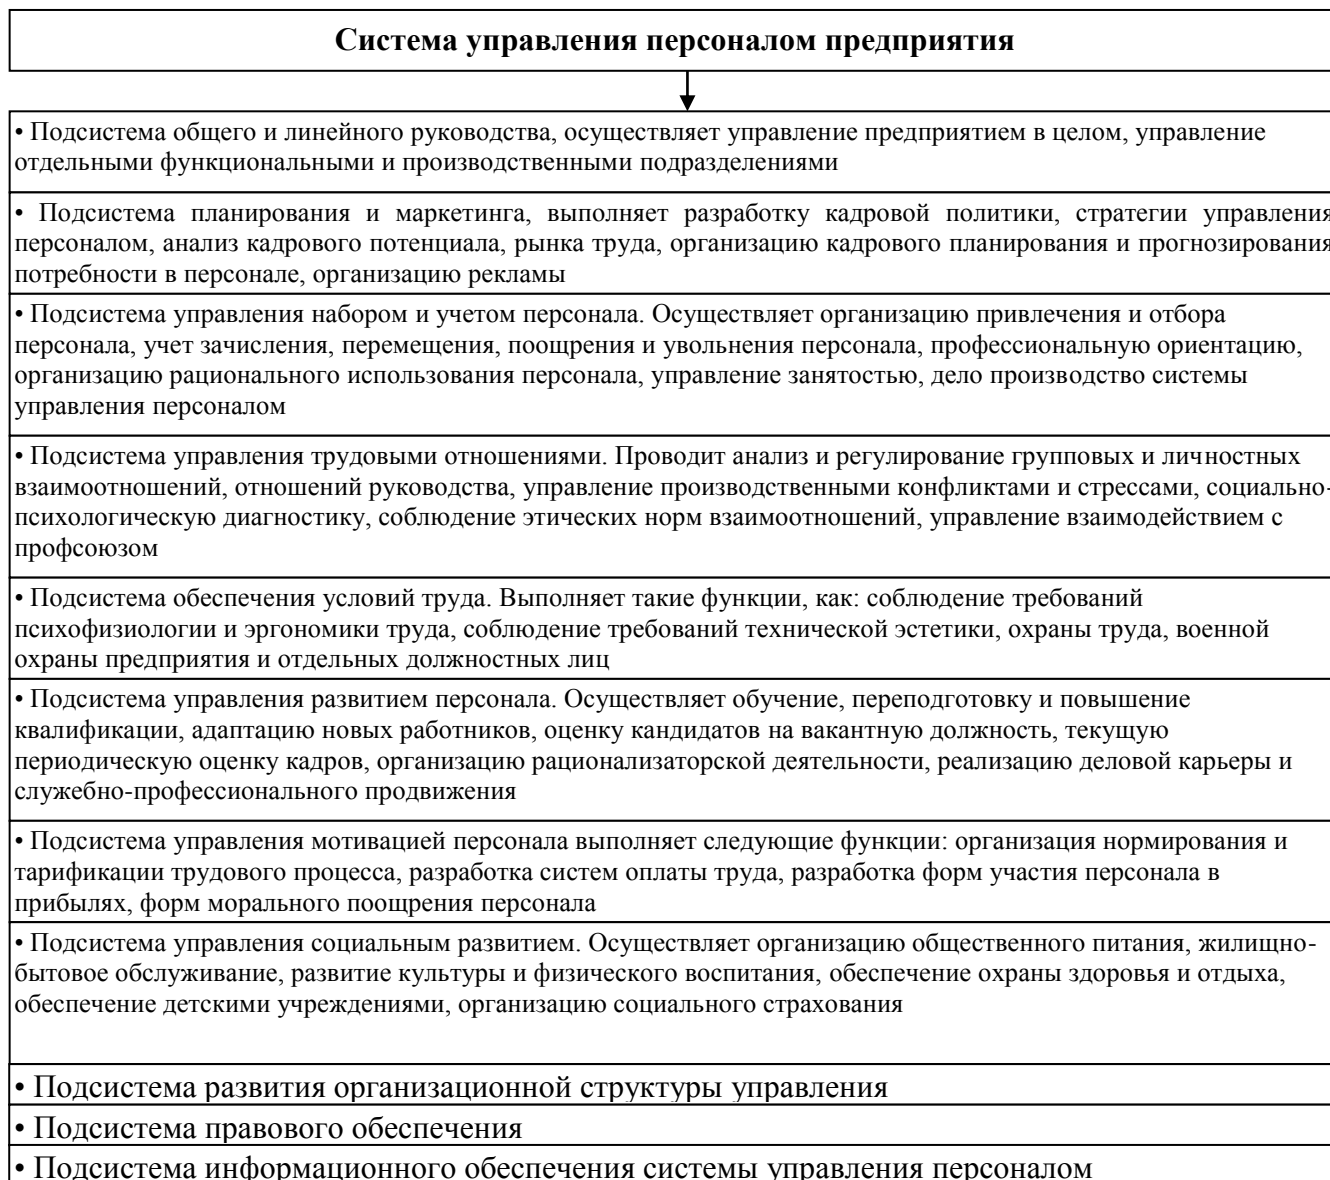 Система управления персоналом предприятия
• Подсистема общего и линейного руководства, осуществляет управление предприятием в целом, управление
отдельными функциональными и производственными подразделениями
• Подсистема планирования и маркетинга, выполняет разработку кадровой политики, стратегии управления
персоналом, анализ кадрового потенциала, рынка труда, организацию кадрового планирования и прогнозирования
потребности в персонале, организацию рекламы
• Подсистема управления набором и учетом персонала. Осуществляет организацию привлечения и отбора
персонала, учет зачисления, перемещения, поощрения и увольнения персонала, профессиональную ориентацию,
организацию рационального использования персонала, управление занятостью, дело производство системы
управления персоналом
• Подсистема управления трудовыми отношениями. Проводит анализ и регулирование групповых и личностных
взаимоотношений, отношений руководства, управление производственными конфликтами и стрессами, социально-
психологическую диагностику, соблюдение этических норм взаимоотношений, управление взаимодействием с
профсоюзом
• Подсистема обеспечения условий труда. Выполняет такие функции, как: соблюдение требований
психофизиологии и эргономики труда, соблюдение требований технической эстетики, охраны труда, военной
охраны предприятия и отдельных должностных лиц
• Подсистема управления развитием персонала. Осуществляет обучение, переподготовку и повышение
квалификации, адаптацию новых работников, оценку кандидатов на вакантную должность, текущую
периодическую оценку кадров, организацию рационализаторской деятельности, реализацию деловой карьеры и
служебно-профессионального продвижения
• Подсистема управления мотивацией персонала выполняет следующие функции: организация нормирования и
тарификации трудового процесса, разработка систем оплаты труда, разработка форм участия персонала в
прибылях, форм морального поощрения персонала
• Подсистема управления социальным развитием. Осуществляет организацию общественного питания, жилищно-
бытовое обслуживание, развитие культуры и физического воспитания, обеспечение охраны здоровья и отдыха,
обеспечение детскими учреждениями, организацию социального страхования
• Подсистема развития организационной структуры управления
• Подсистема правового обеспечения
• Подсистема информационного обеспечения системы управления персоналом